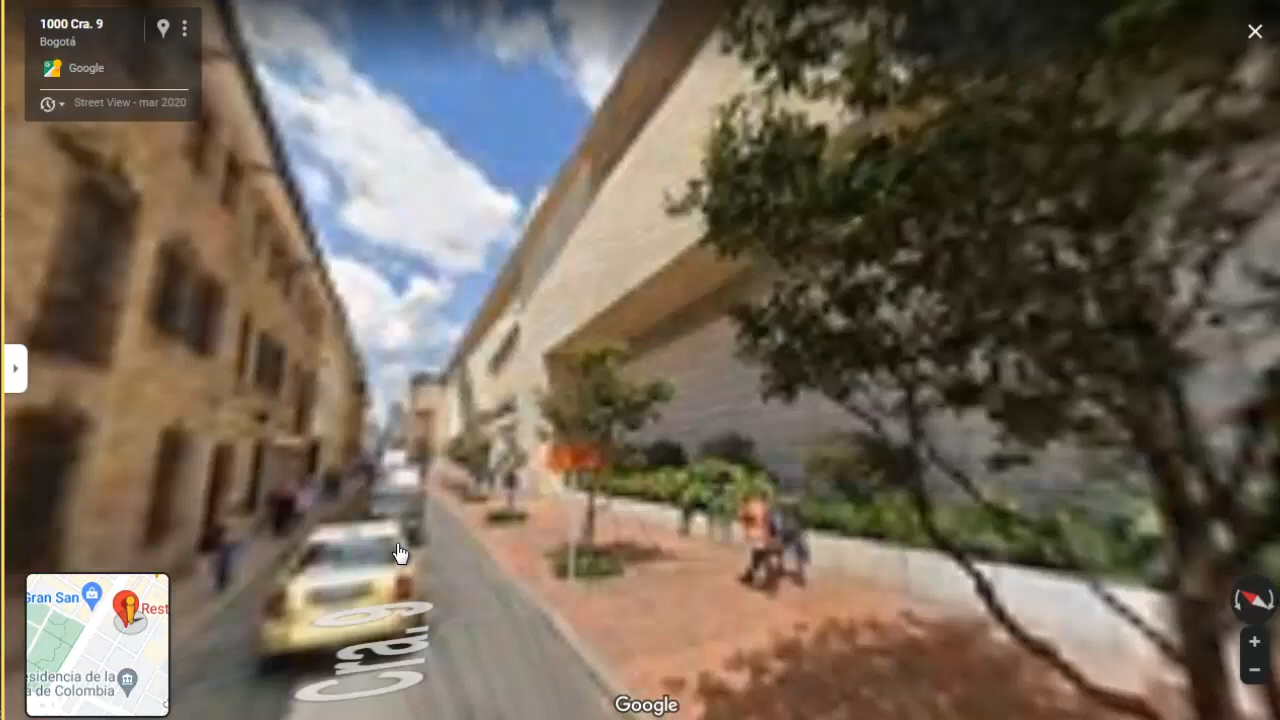 1000 Cra. 9
Bogotá
Google
Street View - mar 2020
Cra. 9
Gran San
Rest
sidencia de la
a de Colombia
Google